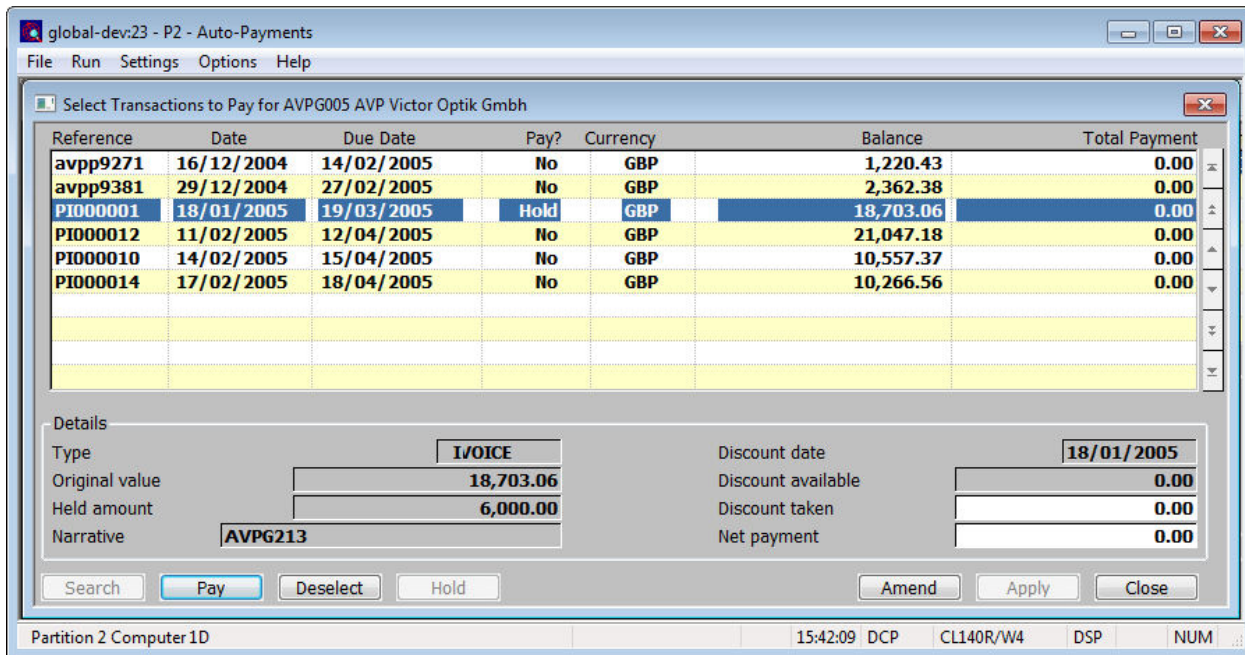 global-dev:23 - P2 - Auto-Payments
File Run Settings Options Help
Select Transactions to Pay for AVPG005 AVP Victor Optik Gmbh
Reference Date Due Date Pay? Currency Balance Total Payment
avpp9271 16/12/2004 14/02/2005 No GBP 1,220.43 0.00
avpp9381 29/12/2004 27/02/2005 No GBP 2,362.38 0.00
PI000001 18/01/2005 19/03/2005 Hold GBP 18,703.06 0.00
PI000012 11/02/2005 12/04/2005 No GBP 21,047.18 0.00
PI000010 14/02/2005 15/04/2005 No GBP 10,557.37 0.00
PI000014 17/02/2005 18/04/2005 No GBP 10,266.56 0.00
Details
Type I/OICE Discount date 18/01/2005
Original value 18,703.06 Discount available 0.00
Held amount 6,000.00 Discount taken 0.00
Narrative AVPG213 Net payment 0.00
Search Pay Deselect Hold Amend Apply Close
Partition 2 Computer 1D 15:42:09 DCP CL140R/W4 DSP NUM